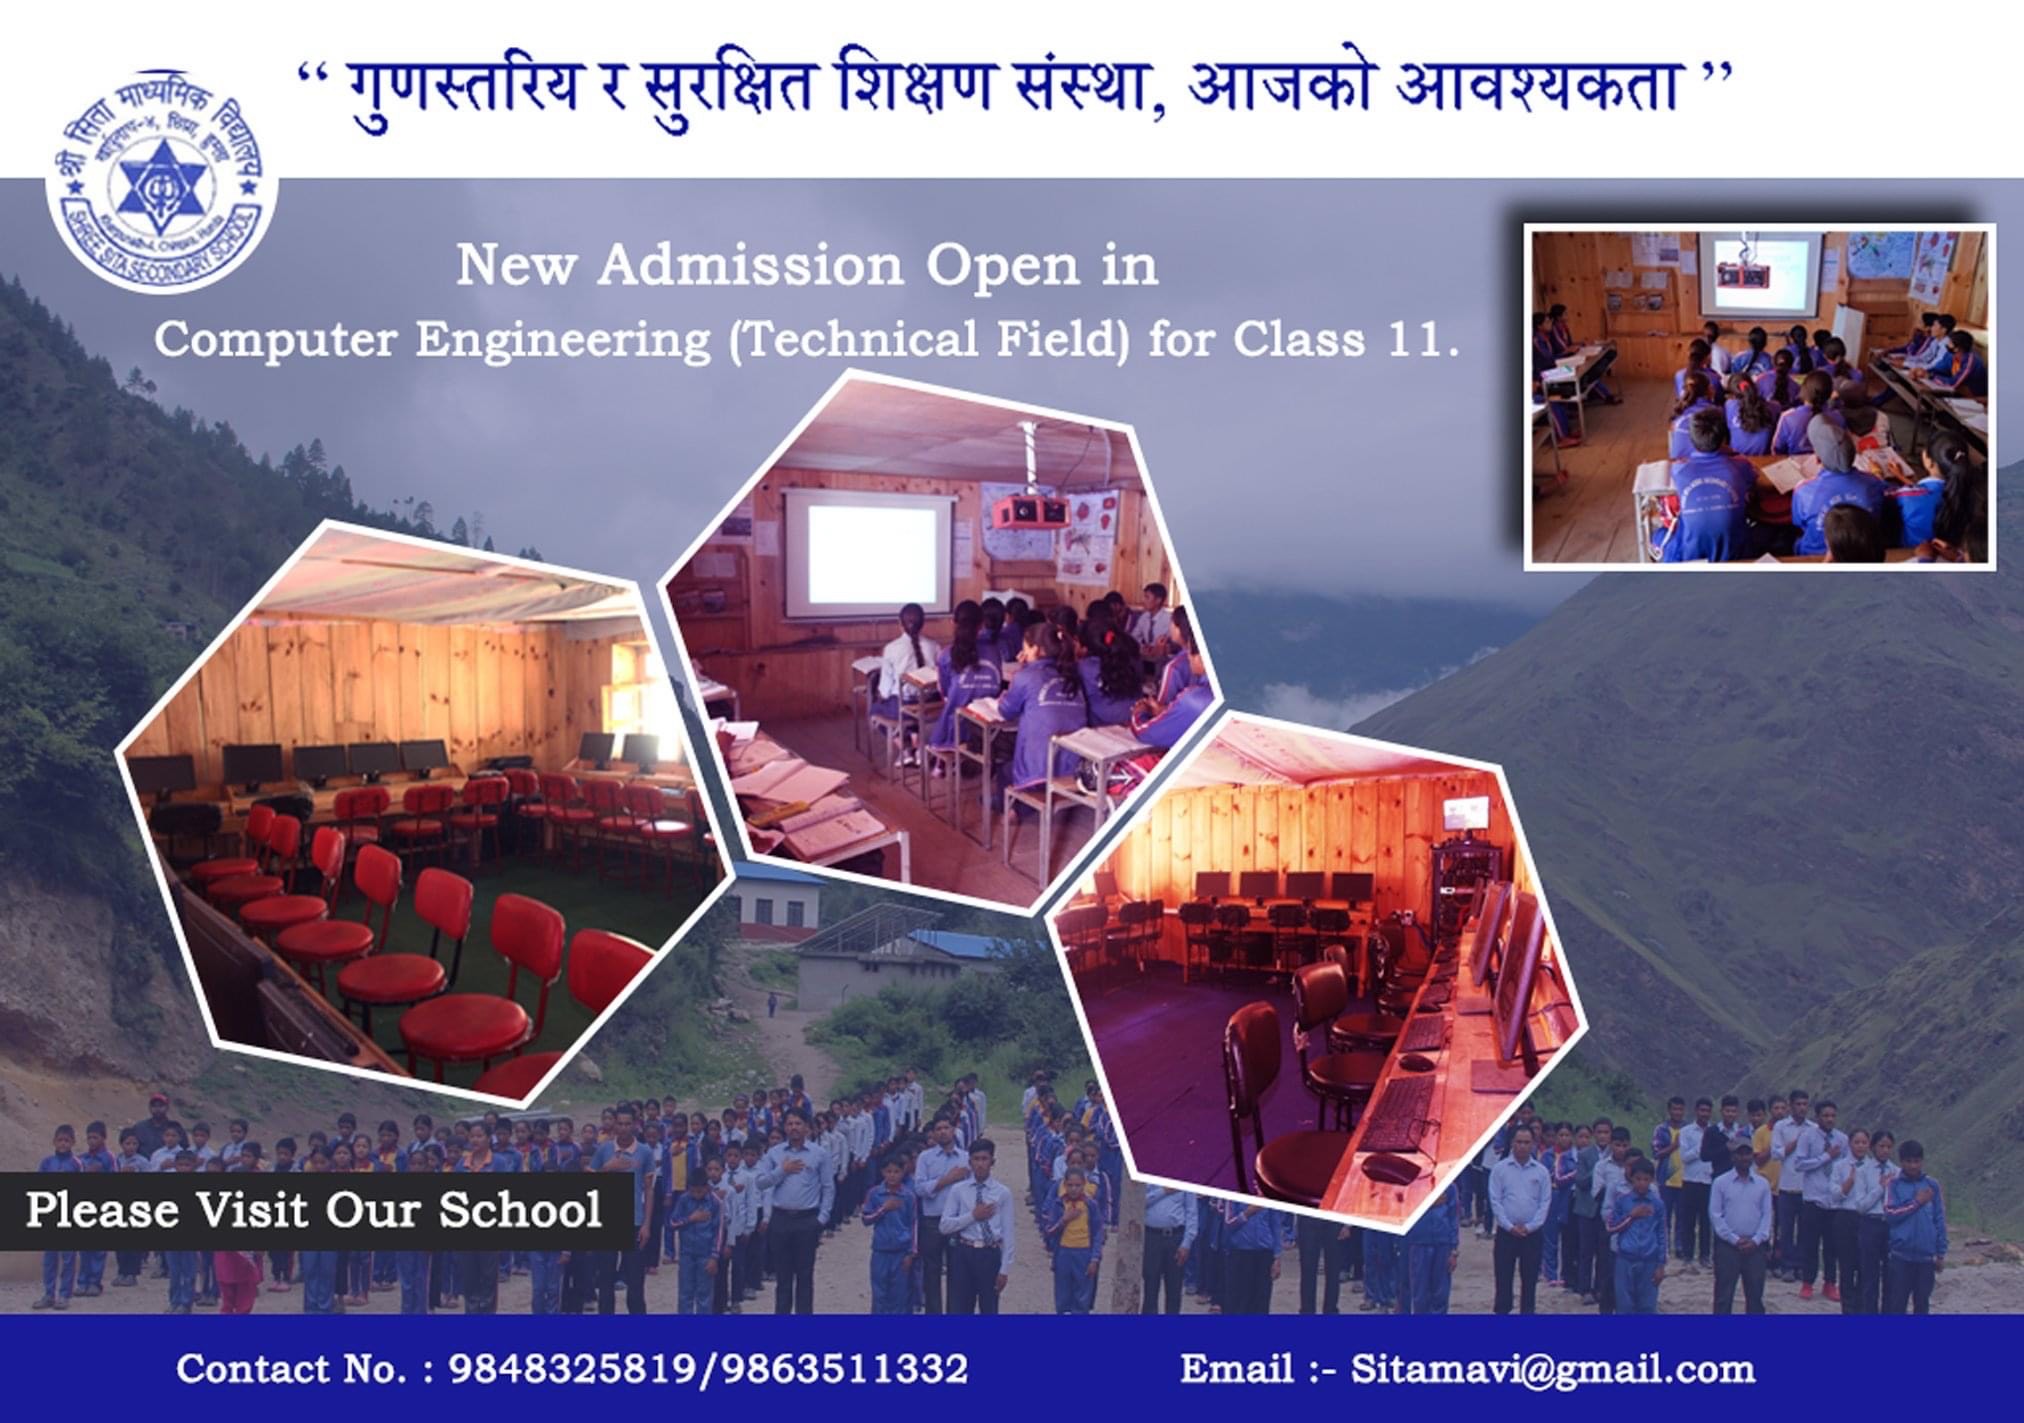 “ गुणस्तरिय र सुरक्षित शिक्षण संस्था, आजको आवश्यकता ”
श्री सिता माध्यमिक विद्यालय
SHREE SITA SECONDARY SCHOOL
New Admission Open in
Computer Engineering (Technical Field) for Class 11.
Please Visit Our School
Contact No. : 9848325819/9863511332
Email :- Sitamavi@gmail.com